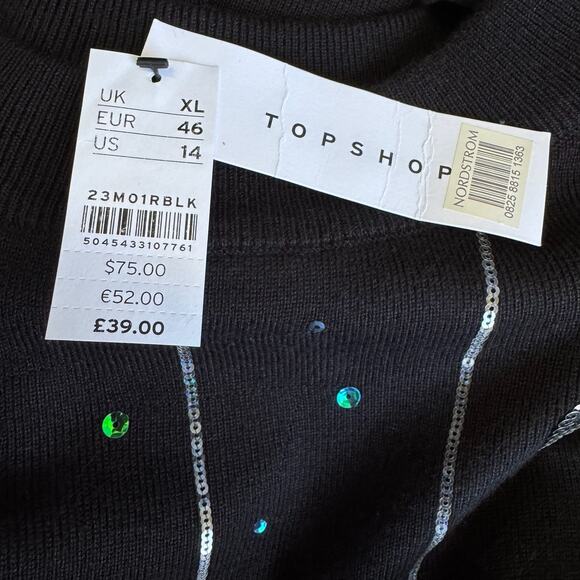 UK XL
EUR 46
US 14
23M01RBLK
5045433107761
$75.00
€52.00
£39.00
TOPSHOP
NORDSTROM
0825 8815 1363